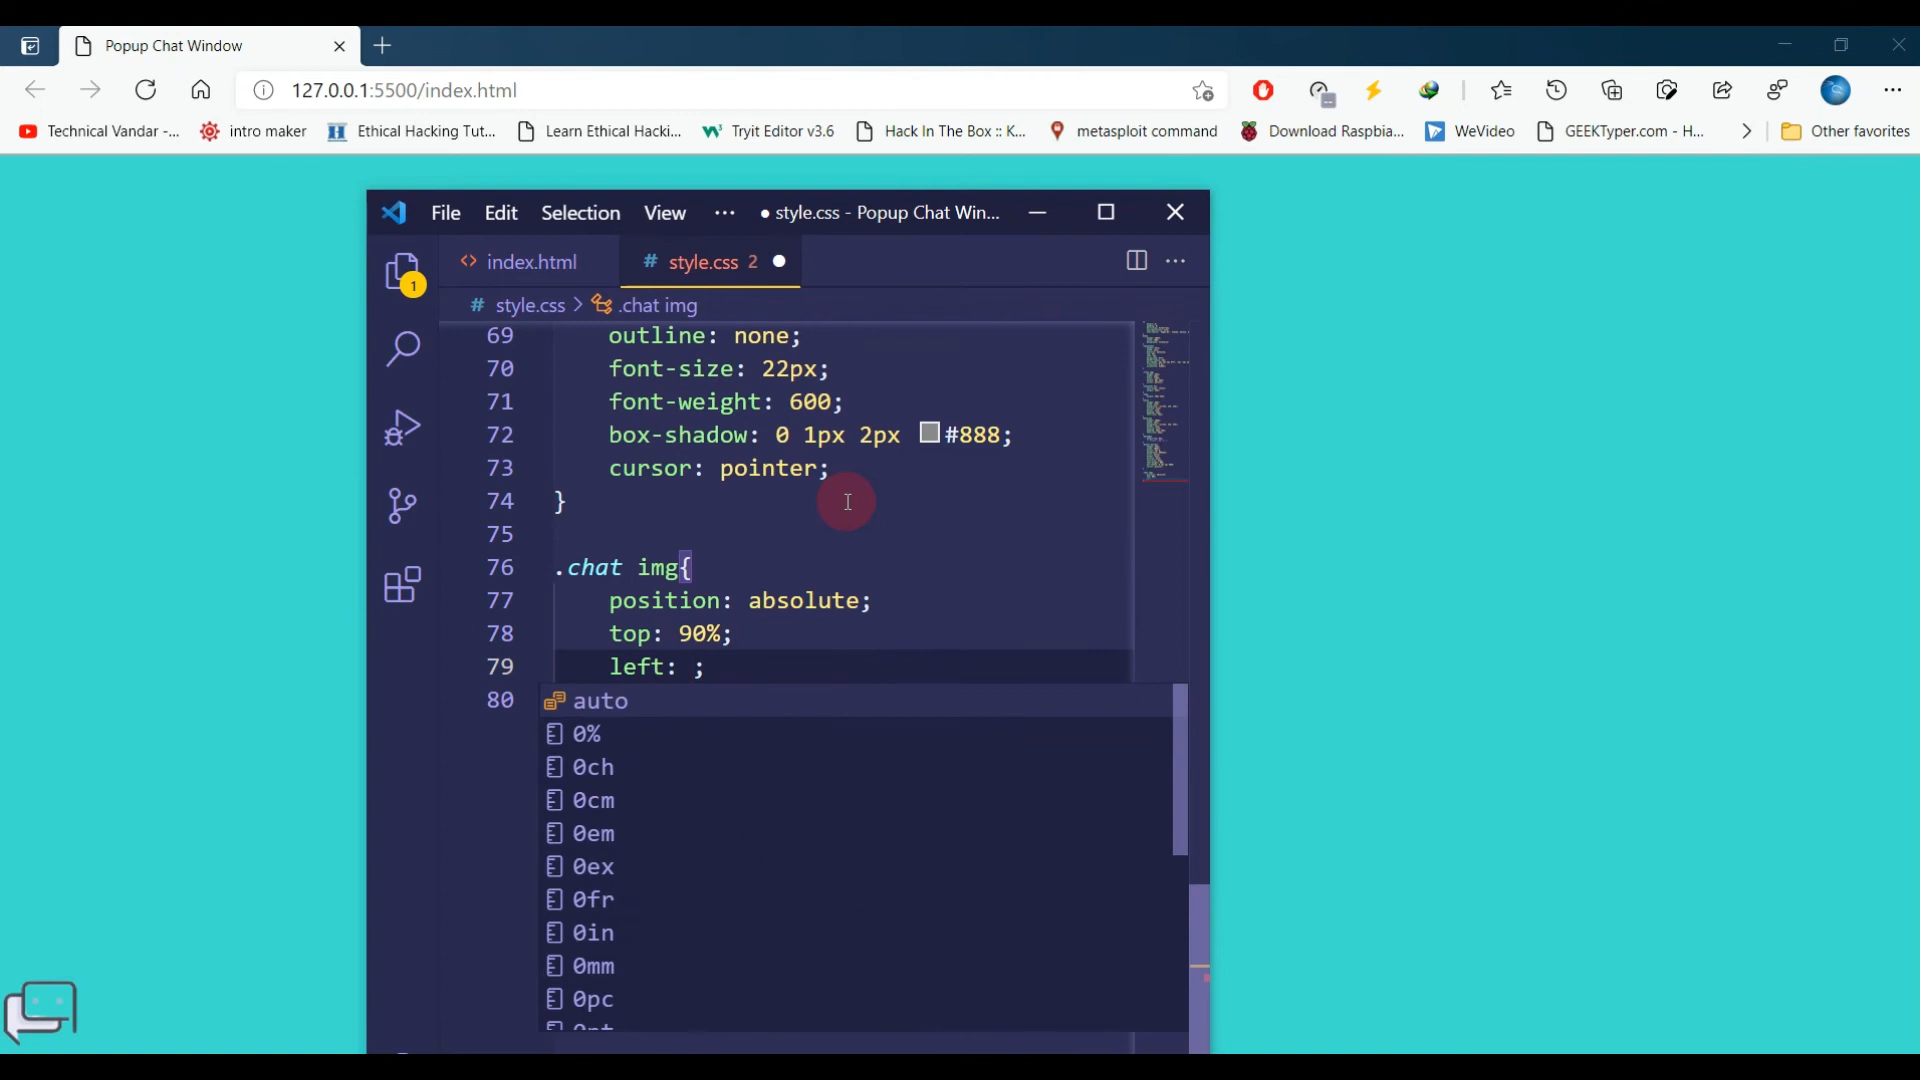 Popup Chat Window
127.0.0.1:5500/index.html
Technical Vandar -... intro maker Ethical Hacking Tut... Learn Ethical Hacki... Tryit Editor v3.6 Hack In The Box :: K... metasploit command Download Raspbia... WeVideo GEEKTyper.com - H... Other favorites
File Edit Selection View ··· ● style.css - Popup Chat Win...
1
<> index.html # style.css 2 ●
# style.css > .chat img
69 outline: none;
70 font-size: 22px;
71 font-weight: 600;
72 box-shadow: 0 1px 2px #888;
73 cursor: pointer;
74 }
75
76 .chat img{
77 position: absolute;
78 top: 90%;
79 left: ;
80
auto
0%
0ch
0cm
0em
0ex
0fr
0in
0mm
0pc